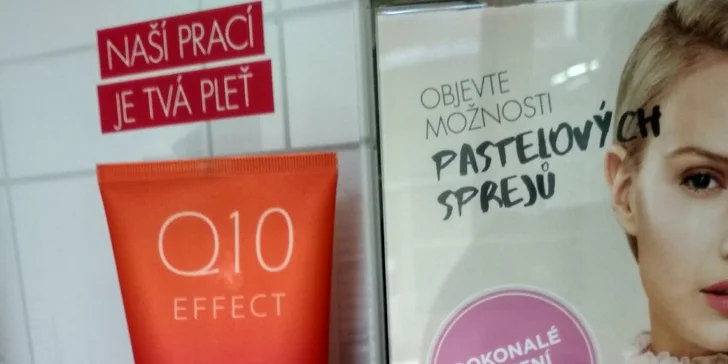 NAŠÍ PRACÍ
JE TVÁ PLEŤ
Q10
EFFECT
OBJEVTE
MOŽNOSTI
PASTELOVÝCH
SPREJŮ